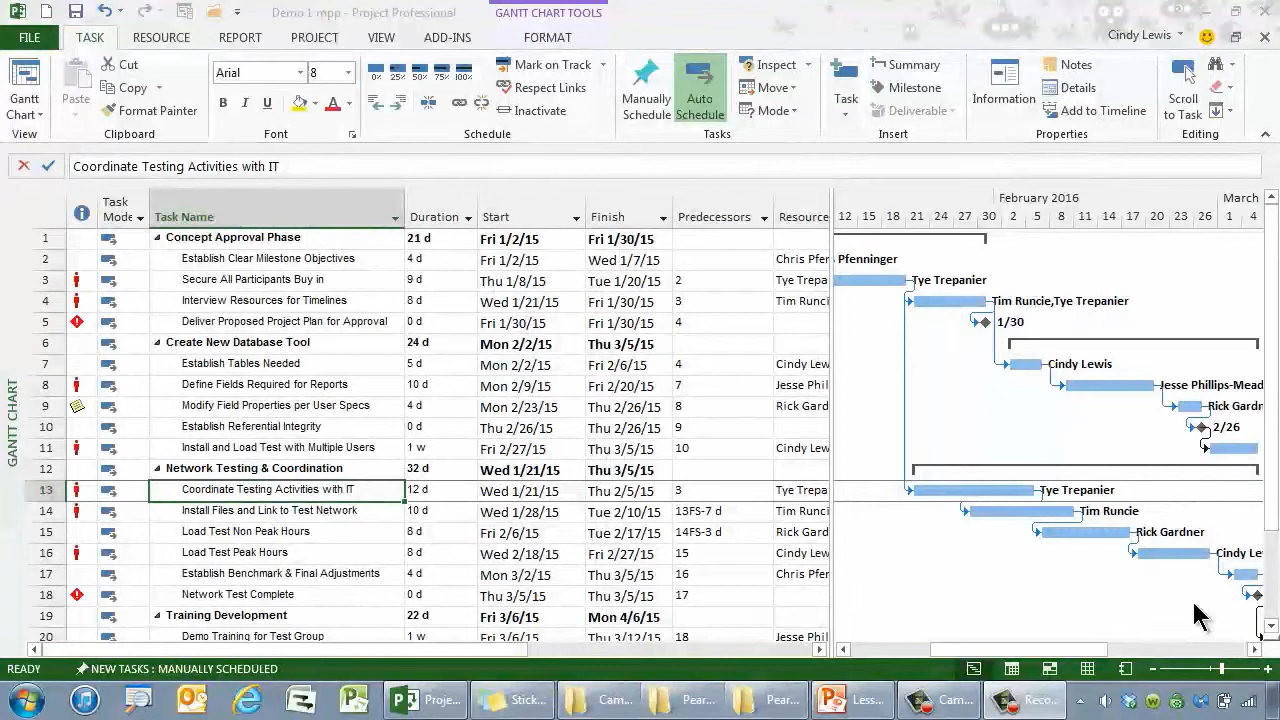 Demo 1.mpp - Project Professional
GANTT CHART TOOLS
FILE TASK RESOURCE REPORT PROJECT VIEW ADD-INS FORMAT
Cindy Lewis
Gantt Chart
View
Paste
Cut
Copy
Format Painter
Clipboard
Arial 8
B I U A
Font
0% 25% 50% 75% 100%
Mark on Track
Respect Links
Inactivate
Schedule
Manually Schedule
Auto Schedule
Inspect
Move
Mode
Tasks
Task
Summary
Milestone
Deliverable
Insert
Information
Notes
Details
Add to Timeline
Properties
Scroll to Task
Editing
Coordinate Testing Activities with IT
Task Mode Task Name Duration Start Finish Predecessors Resource
February 2016 March
12 15 18 21 24 27 30 2 5 8 11 14 17 20 23 26 1 4
GANTT CHART
1 Concept Approval Phase 21 d Fri 1/2/15 Fri 1/30/15
2 Establish Clear Milestone Objectives 4 d Fri 1/2/15 Wed 1/7/15 Chris Pfer Pfenninger
3 Secure All Participants Buy in 9 d Thu 1/8/15 Tue 1/20/15 2 Tye Trepa Tye Trepanier
4 Interview Resources for Timelines 8 d Wed 1/21/15 Fri 1/30/15 3 Tim Runci Tim Runcie,Tye Trepanier
5 Deliver Proposed Project Plan for Approval 0 d Fri 1/30/15 Fri 1/30/15 4 1/30
6 Create New Database Tool 24 d Mon 2/2/15 Thu 3/5/15
7 Establish Tables Needed 5 d Mon 2/2/15 Fri 2/6/15 4 Cindy Lew Cindy Lewis
8 Define Fields Required for Reports 10 d Mon 2/9/15 Fri 2/20/15 7 Jesse Phil Jesse Phillips-Mead
9 Modify Field Properties per User Specs 4 d Mon 2/23/15 Thu 2/26/15 8 Rick Gard Rick Gardn
10 Establish Referential Integrity 0 d Thu 2/26/15 Thu 2/26/15 9 2/26
11 Install and Load Test with Multiple Users 1 w Fri 2/27/15 Thu 3/5/15 10 Cindy Lew
12 Network Testing & Coordination 32 d Wed 1/21/15 Thu 3/5/15
13 Coordinate Testing Activities with IT 12 d Wed 1/21/15 Thu 2/5/15 3 Tye Trepa Tye Trepanier
14 Install Files and Link to Test Network 10 d Wed 1/28/15 Tue 2/10/15 13FS-7 d Tim Runci Tim Runcie
15 Load Test Non Peak Hours 8 d Fri 2/6/15 Tue 2/17/15 14FS-3 d Rick Gard Rick Gardner
16 Load Test Peak Hours 8 d Wed 2/18/15 Fri 2/27/15 15 Cindy Lew Cindy Le
17 Establish Benchmark & Final Adjustments 4 d Mon 3/2/15 Thu 3/5/15 16 Chris Pfer
18 Network Test Complete 0 d Thu 3/5/15 Thu 3/5/15 17
19 Training Development 22 d Fri 3/6/15 Mon 4/6/15
20 Demo Training for Test Group 1 w Fri 3/6/15 Thu 3/12/15 18 Jesse Phil
READY NEW TASKS : MANUALLY SCHEDULED
Proje... Stick... Cam... Pear... Pear... Less... Cam... Reco...